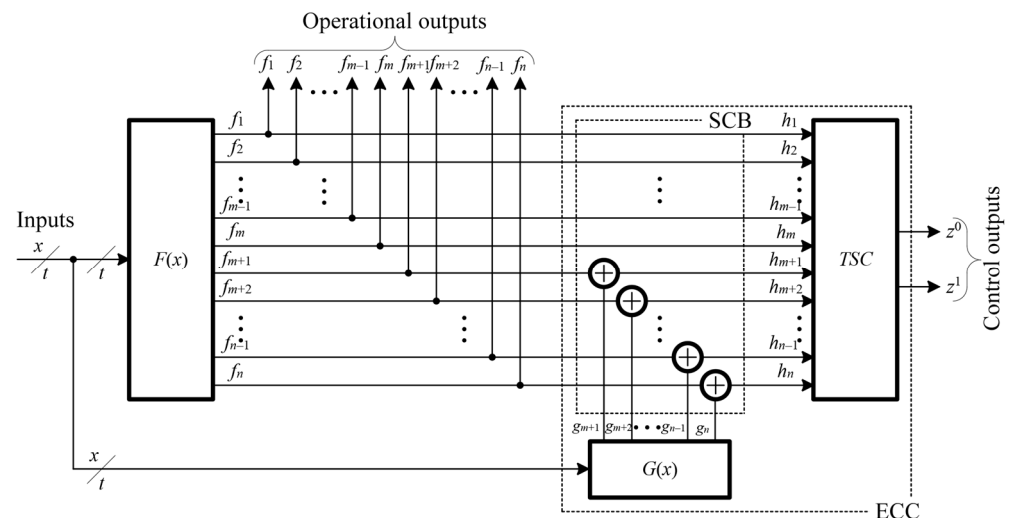 Operational outputs
f1 f2 ... fm–1 fm fm+1 fm+2 ... fn–1 fn
SCB
f1 h1
f2 h2
fm–1 hm–1
fm hm
fm+1 hm+1
fm+2 hm+2
fn–1 hn–1
fn hn
Inputs
x
t
t
F(x)
TSC
z⁰
z¹
Control outputs
gm+1 gm+2 ... gn–1 gn
x
t
G(x)
ECC